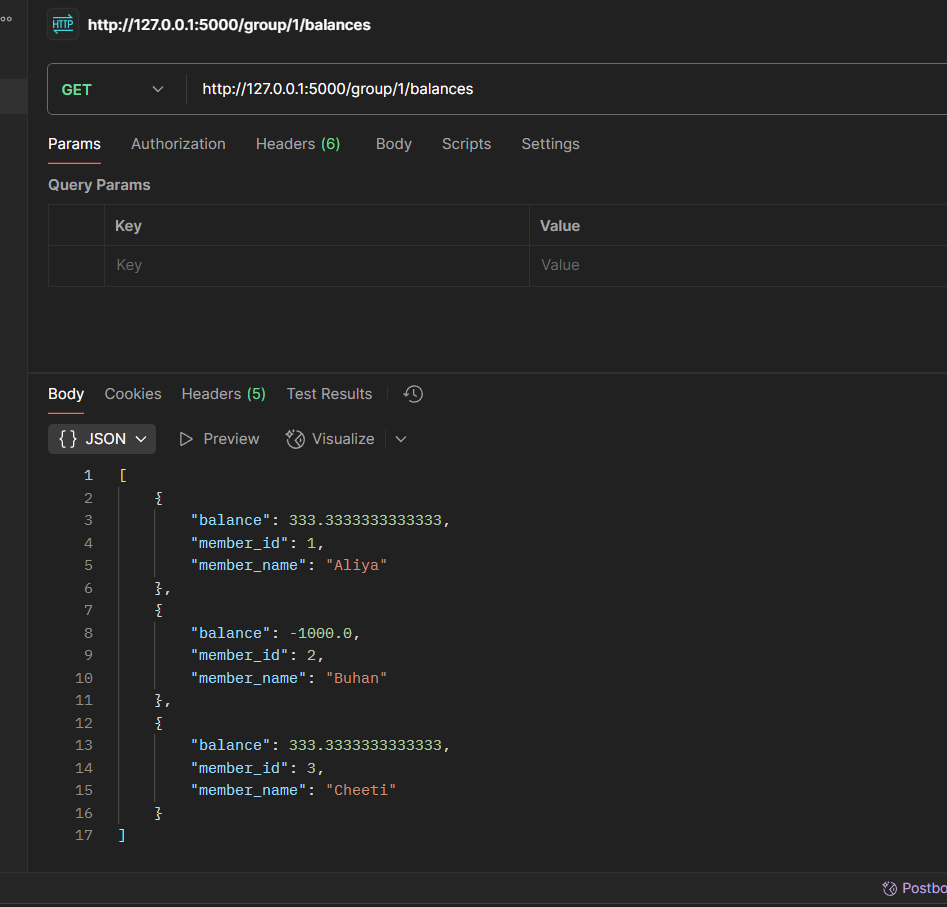 HTTP http://127.0.0.1:5000/group/1/balances
GET http://127.0.0.1:5000/group/1/balances
Params Authorization Headers (6) Body Scripts Settings
Query Params
Key Value
Key Value
Body Cookies Headers (5) Test Results
{} JSON Preview Visualize
1 [
2 {
3 "balance": 333.3333333333333,
4 "member_id": 1,
5 "member_name": "Aliya"
6 },
7 {
8 "balance": -1000.0,
9 "member_id": 2,
10 "member_name": "Buhan"
11 },
12 {
13 "balance": 333.3333333333333,
14 "member_id": 3,
15 "member_name": "Cheeti"
16 }
17 ]
Postbo